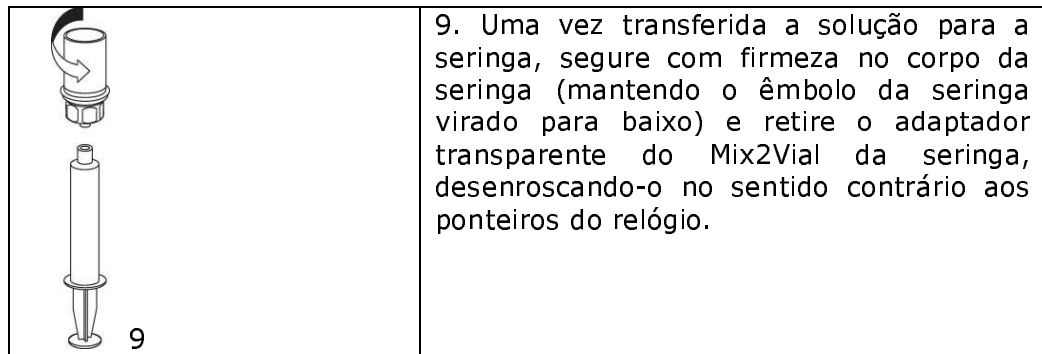 9. Uma vez transferida a solução para a
seringa, segure com firmeza no corpo da
seringa (mantendo o êmbolo da seringa
virado para baixo) e retire o adaptador
transparente do Mix2Vial da seringa,
desenroscando-o no sentido contrário aos
ponteiros do relógio.
9